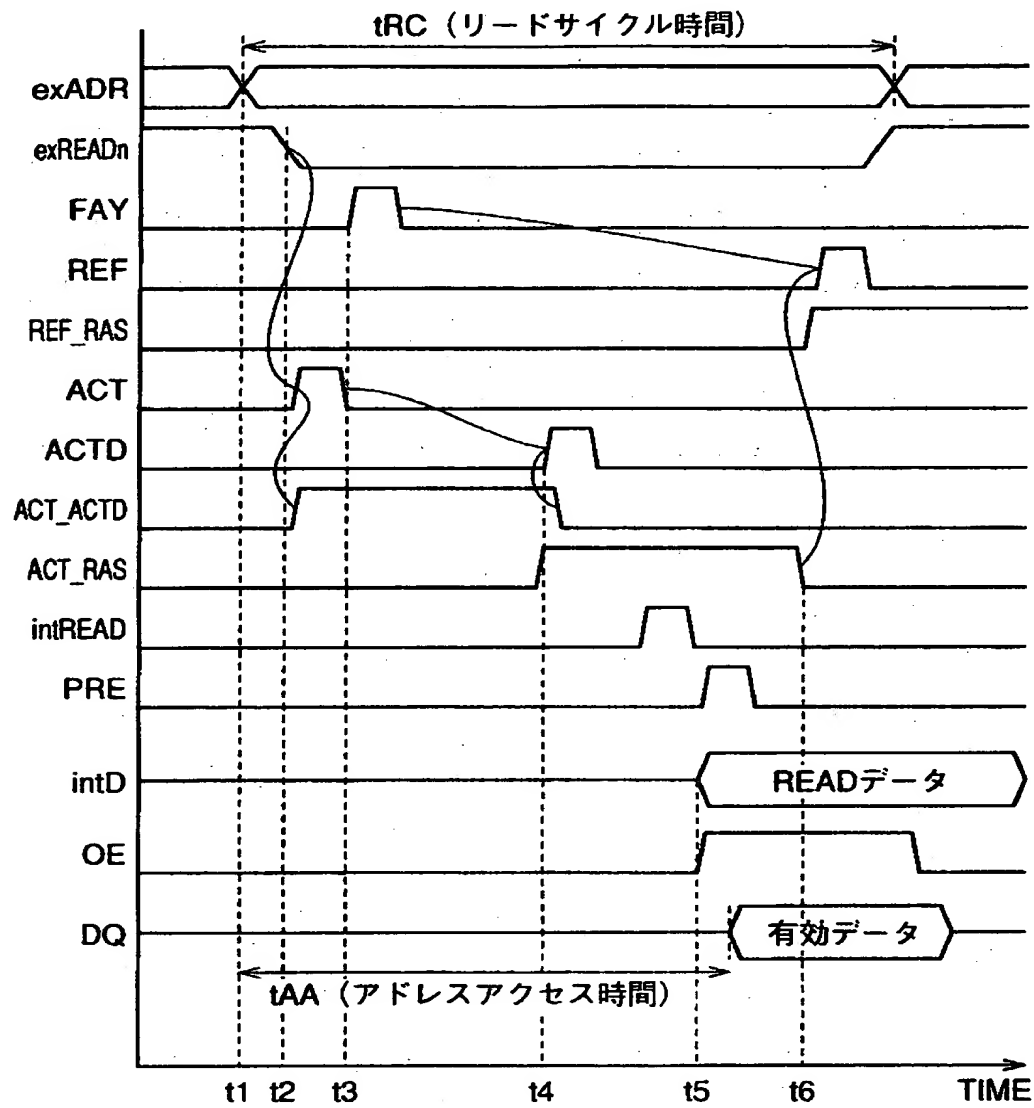 tRC（リードサイクル時間）
exADR
exREADn
FAY
REF
REF_RAS
ACT
ACTD
ACT_ACTD
ACT_RAS
intREAD
PRE
intD
READデータ
OE
DQ
有効データ
tAA（アドレスアクセス時間）
t1 t2 t3 t4 t5 t6 TIME